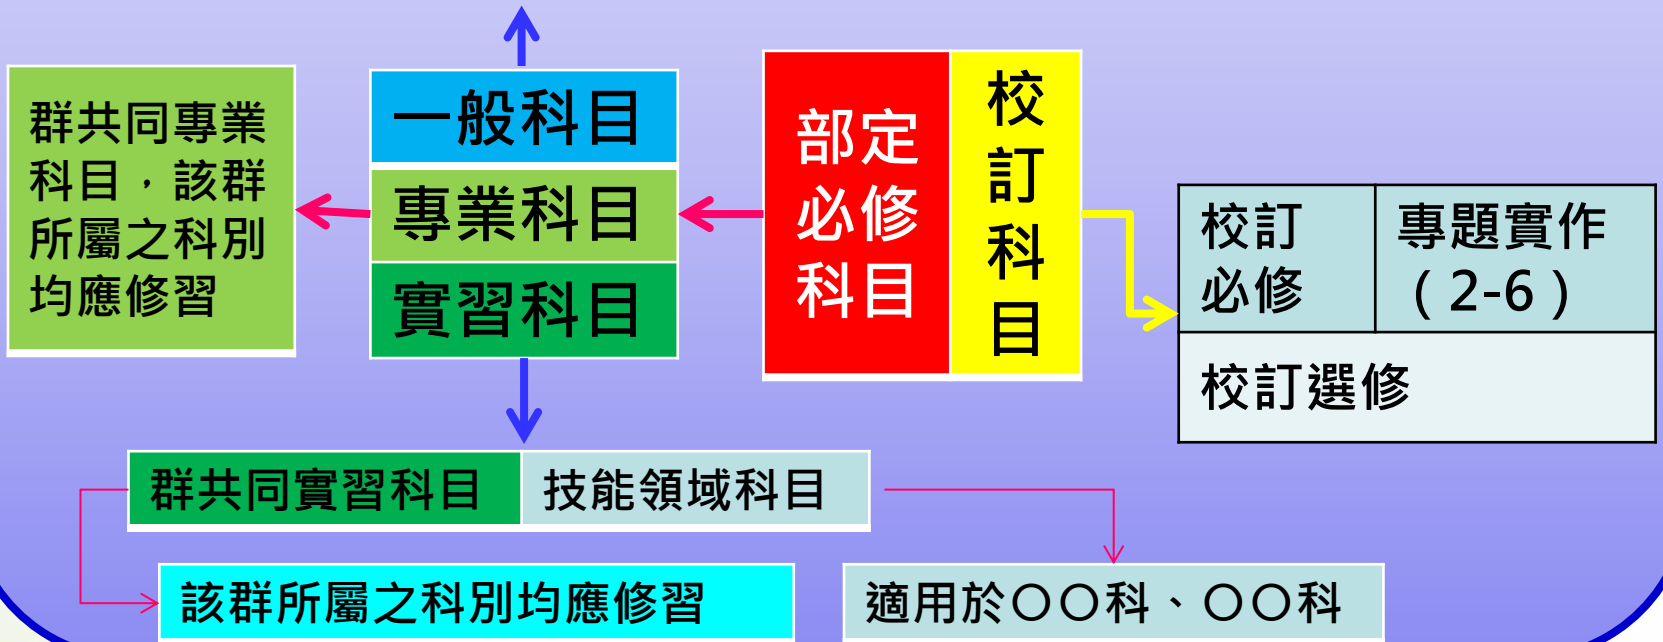 群共同專業
科目，該群
所屬之科別
均應修習
一般科目
專業科目
實習科目
部定
必修
科目
校
訂
科
目
校訂
必修
專題實作
（2-6）
校訂選修
群共同實習科目
技能領域科目
該群所屬之科別均應修習
適用於〇〇科、〇〇科